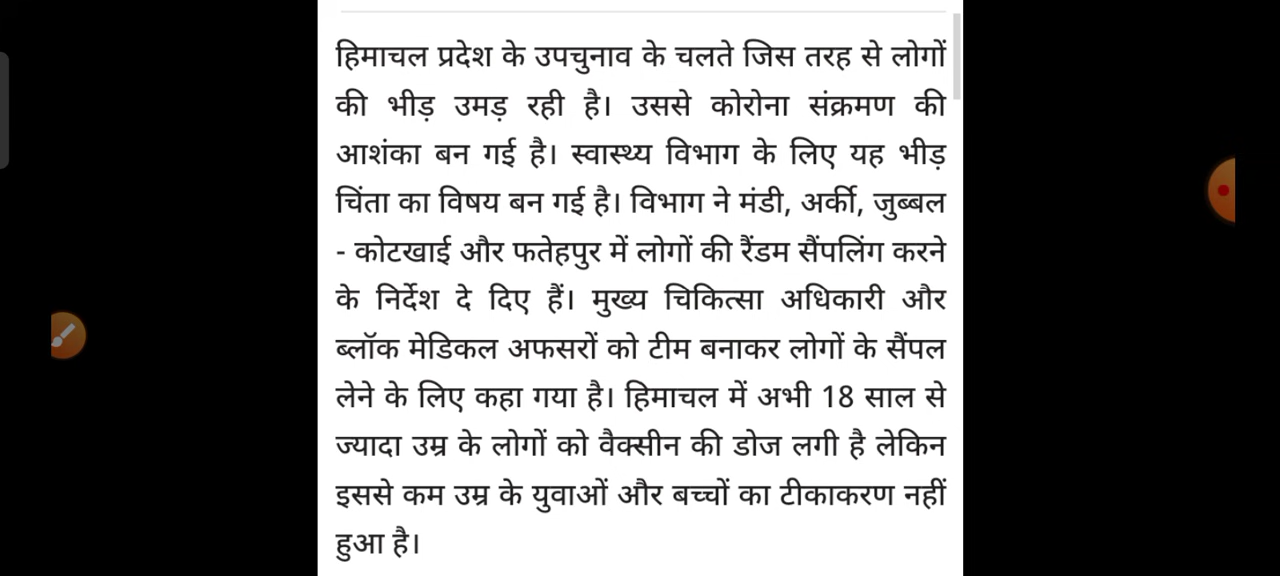 हिमाचल प्रदेश के उपचुनाव के चलते जिस तरह से लोगों
की भीड़ उमड़ रही है। उससे कोरोना संक्रमण की
आशंका बन गई है। स्वास्थ्य विभाग के लिए यह भीड़
चिंता का विषय बन गई है। विभाग ने मंडी, अर्की, जुब्बल
- कोटखाई और फतेहपुर में लोगों की रैंडम सैंपलिंग करने
के निर्देश दे दिए हैं। मुख्य चिकित्सा अधिकारी और
ब्लॉक मेडिकल अफसरों को टीम बनाकर लोगों के सैंपल
लेने के लिए कहा गया है। हिमाचल में अभी 18 साल से
ज्यादा उम्र के लोगों को वैक्सीन की डोज लगी है लेकिन
इससे कम उम्र के युवाओं और बच्चों का टीकाकरण नहीं
हुआ है।